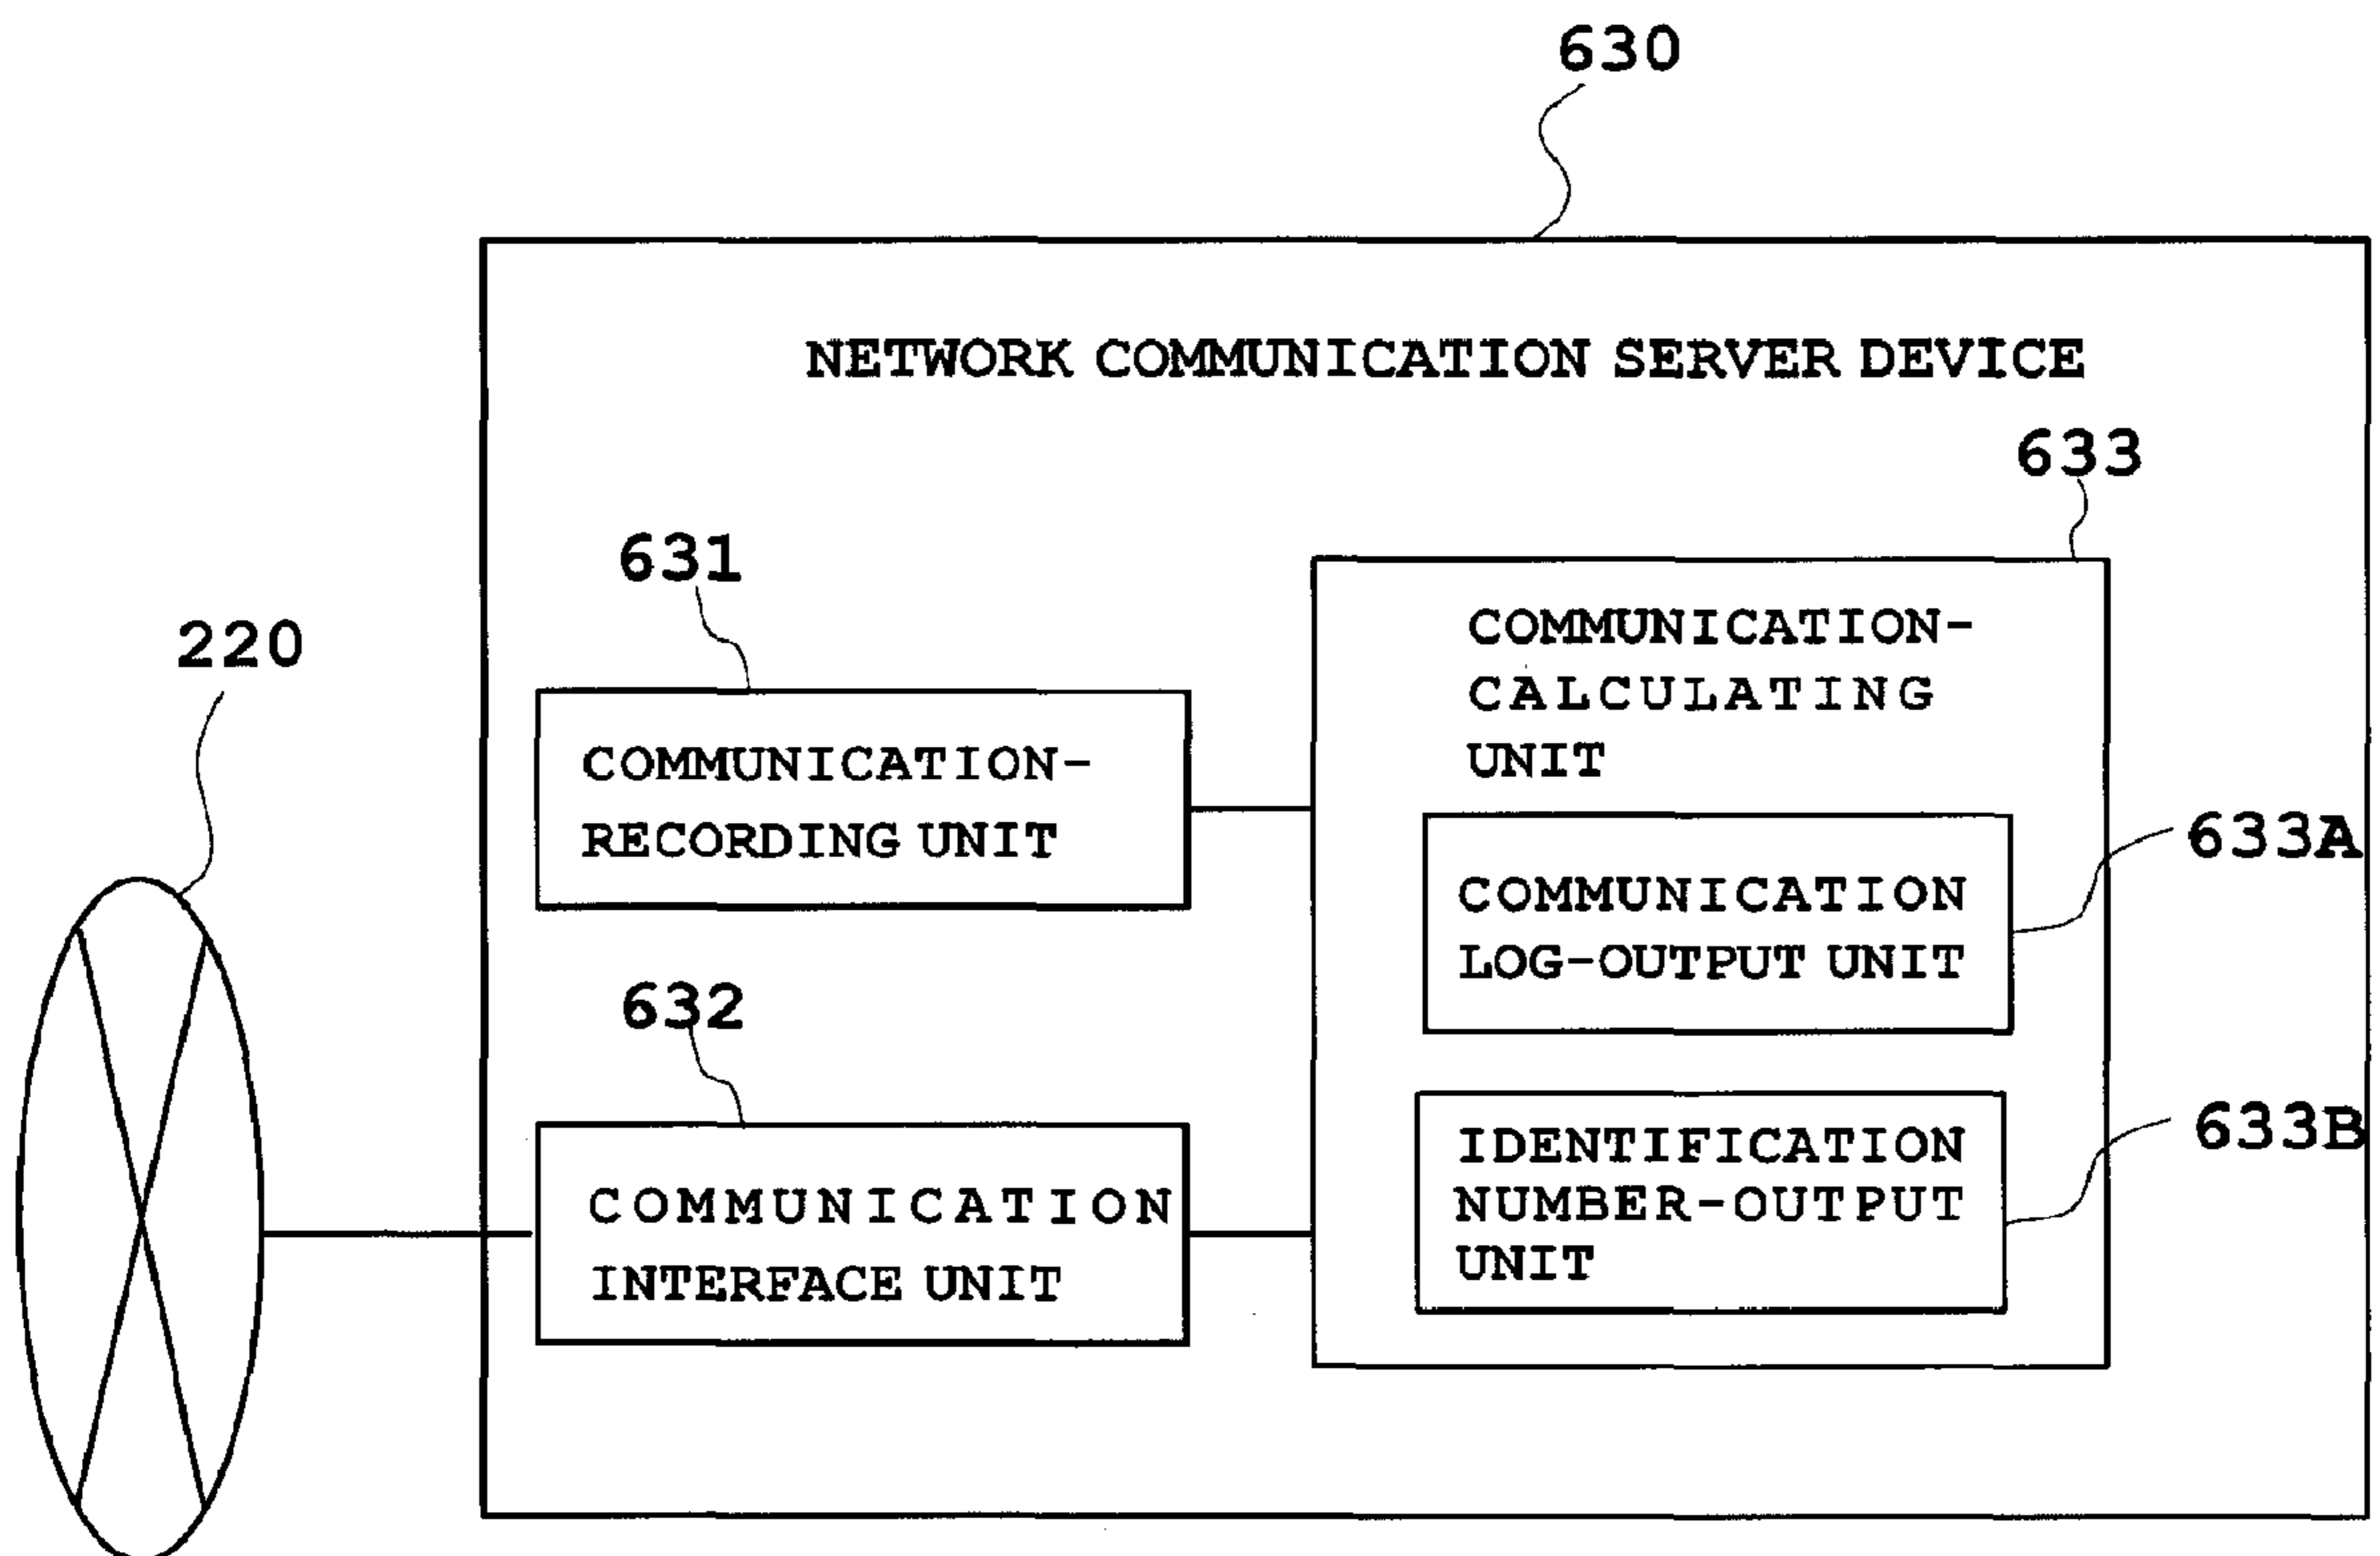 630
NETWORK COMMUNICATION SERVER DEVICE
633
631
220
COMMUNICATION-
CALCULATING
UNIT
COMMUNICATION-
RECORDING UNIT
633A
COMMUNICATION
LOG-OUTPUT UNIT
632
633B
IDENTIFICATION
NUMBER-OUTPUT
UNIT
COMMUNICATION
INTERFACE UNIT